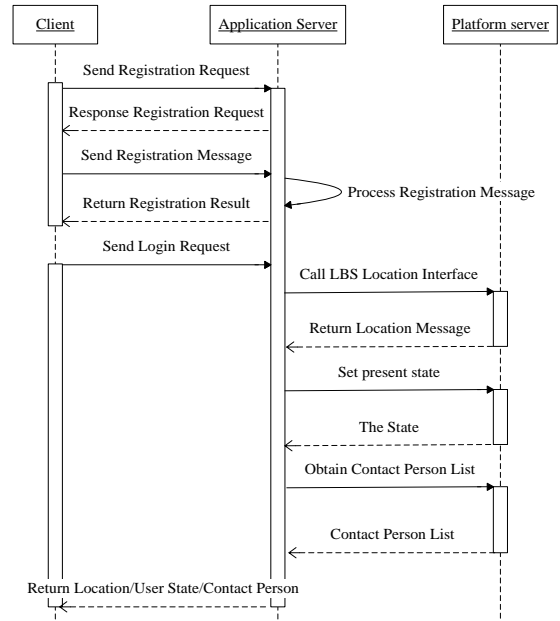 Client
Application Server
Platform server
Send Registration Request
Response Registration Request
Send Registration Message
Process Registration Message
Return Registration Result
Send Login Request
Call LBS Location Interface
Return Location Message
Set present state
The State
Obtain Contact Person List
Contact Person List
Return Location/User State/Contact Person